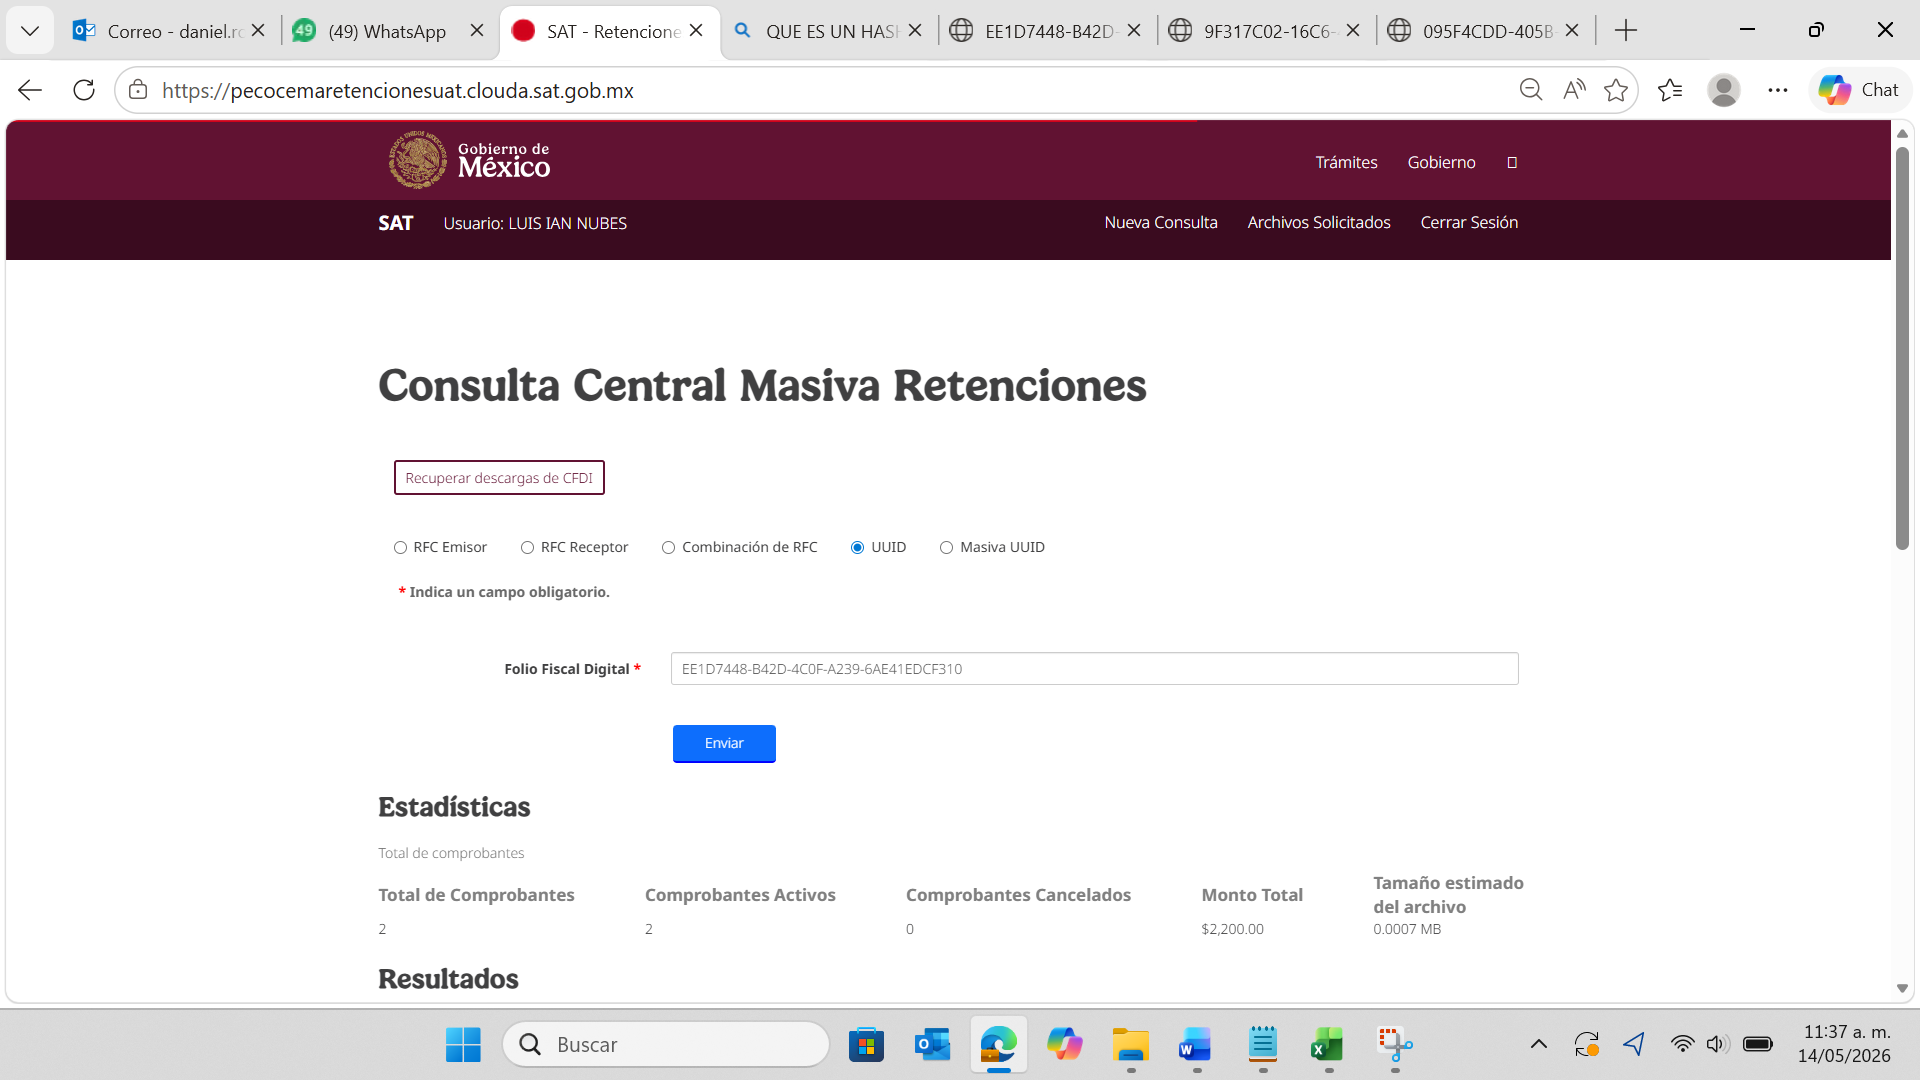 Correo - daniel.ro
(49) WhatsApp
SAT - Retencione
QUE ES UN HASH
EE1D7448-B42D-
9F317C02-16C6-
095F4CDD-405B-
https://pecocemaretencionesuat.clouda.sat.gob.mx
Chat
Gobierno de
México
Trámites
Gobierno
SAT
Usuario: LUIS IAN NUBES
Nueva Consulta
Archivos Solicitados
Cerrar Sesión
Consulta Central Masiva Retenciones
Recuperar descargas de CFDI
RFC Emisor
RFC Receptor
Combinación de RFC
UUID
Masiva UUID
* Indica un campo obligatorio.
Folio Fiscal Digital *
EE1D7448-B42D-4C0F-A239-6AE41EDCF310
Enviar
Estadísticas
Total de comprobantes
Total de Comprobantes
Comprobantes Activos
Comprobantes Cancelados
Monto Total
Tamaño estimado
del archivo
2
2
0
$2,200.00
0.0007 MB
Resultados
Buscar
11:37 a. m.
14/05/2026